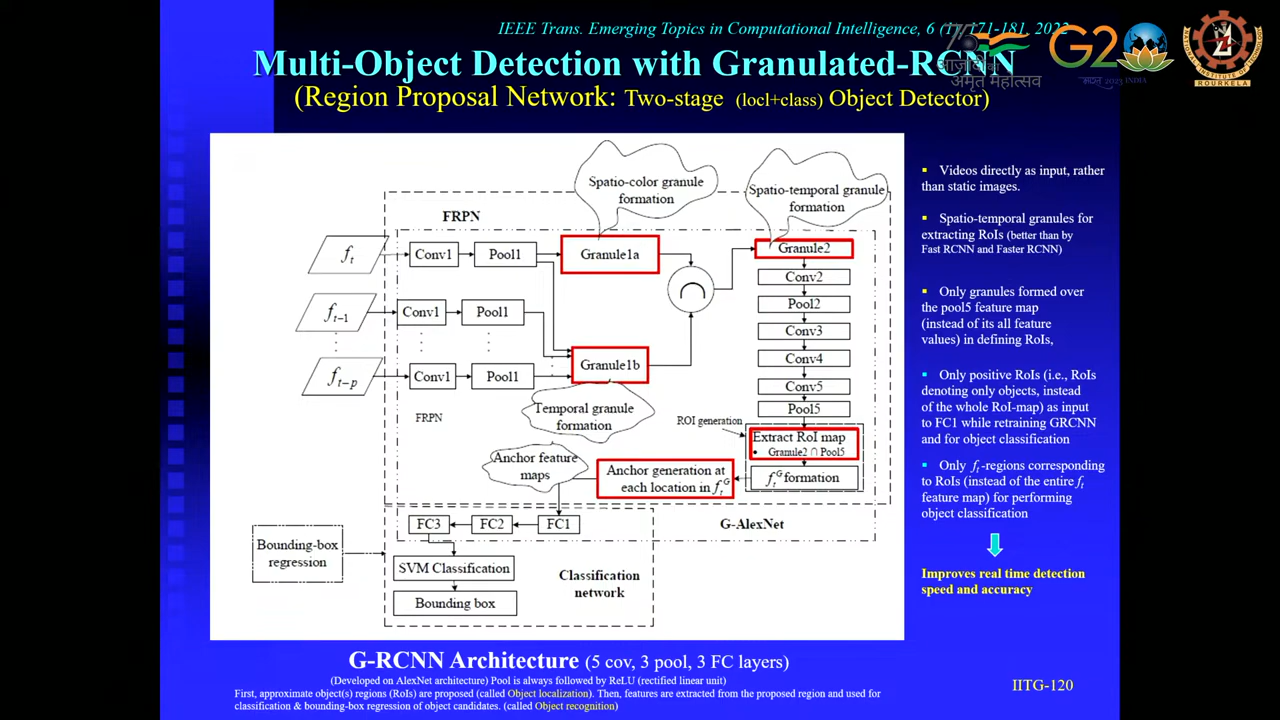 IEEE Trans. Emerging Topics in Computational Intelligence, 6 (1), 171-181, 2022
Multi-Object Detection with Granulated-RCNN
(Region Proposal Network: Two-stage (locl+class) Object Detector)
अमृत महोत्सव
G2
INDIA
ROURKELA
Spatio-color granule
formation
Spatio-temporal granule
formation
FRPN
f_t
Conv1
Pool1
Granule1a
Granule2
Conv2
f_{t-1}
Conv1
Pool1
Pool2
Conv3
Granule1b
Conv4
f_{t-p}
Conv1
Pool1
Conv5
Pool5
FRPN
Temporal granule
formation
ROI generation
Extract RoI map
• Granule2 ∩ Pool5
Anchor feature
maps
Anchor generation at
each location in f_t^G
f_t^G formation
FC3
FC2
FC1
G-AlexNet
Bounding-box
regression
SVM Classification
Classification
network
Bounding box
▪ Videos directly as input, rather
than static images.
▪ Spatio-temporal granules for
extracting RoIs (better than by
Fast RCNN and Faster RCNN)
▪ Only granules formed over
the pool5 feature map
(instead of its all feature
values) in defining RoIs,
▪ Only positive RoIs (i.e., RoIs
denoting only objects, instead
of the whole RoI-map) as input
to FC1 while retraining GRCNN
and for object classification
▪ Only f_t-regions corresponding
to RoIs (instead of the entire f_t
feature map) for performing
object classification
Improves real time detection
speed and accuracy
G-RCNN Architecture (5 cov, 3 pool, 3 FC layers)
(Developed on AlexNet architecture) Pool is always followed by ReLU (rectified linear unit)
First, approximate object(s) regions (RoIs) are proposed (called Object localization). Then, features are extracted from the proposed region and used for
classification & bounding-box regression of object candidates. (called Object recognition)
IITG-120